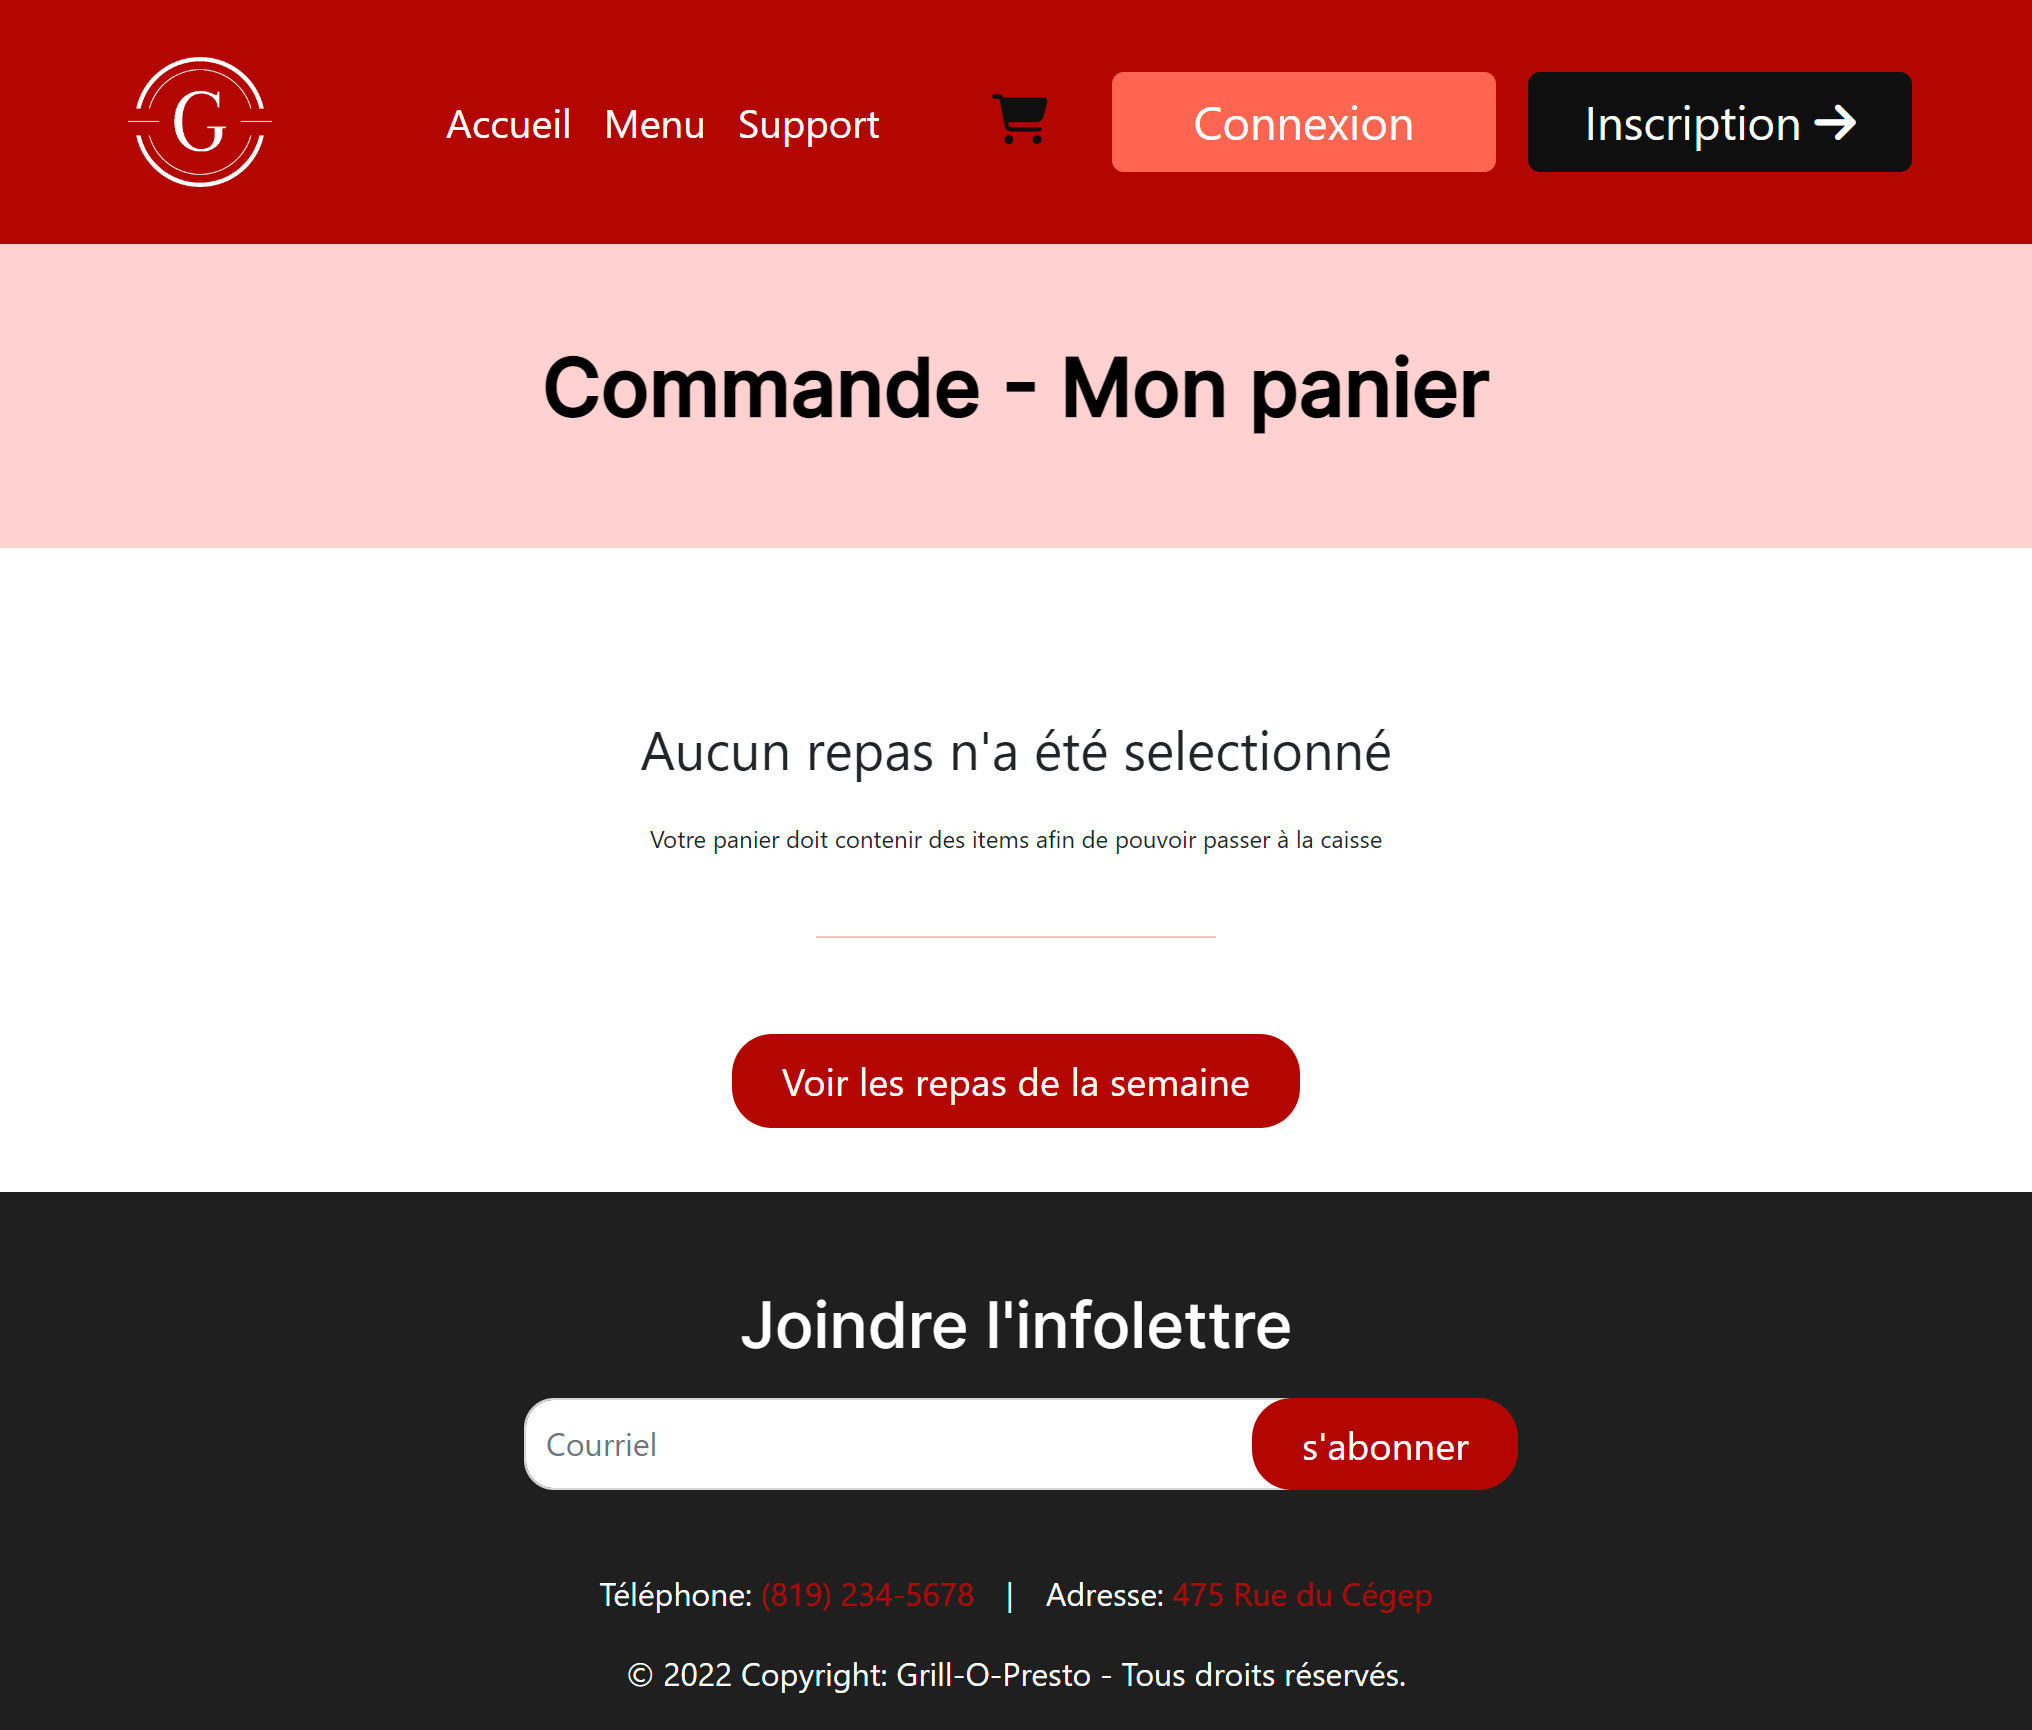 G
Accueil Menu Support Connexion Inscription
Commande - Mon panier
Aucun repas n'a été selectionné
Votre panier doit contenir des items afin de pouvoir passer à la caisse
Voir les repas de la semaine
Joindre l'infolettre
Courriel s'abonner
Téléphone: (819) 234-5678 | Adresse: 475 Rue du Cégep
© 2022 Copyright: Grill-O-Presto - Tous droits réservés.